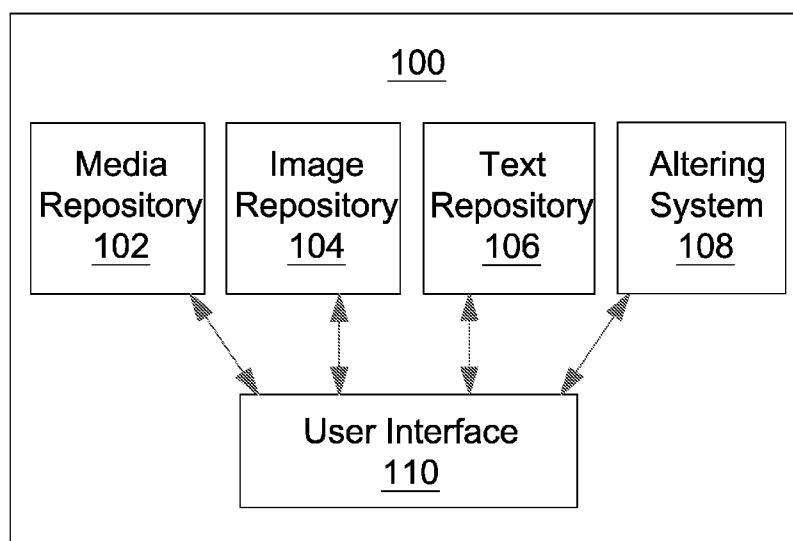 100
Media
Repository
102
Image
Repository
104
Text
Repository
106
Altering
System
108
User Interface
110